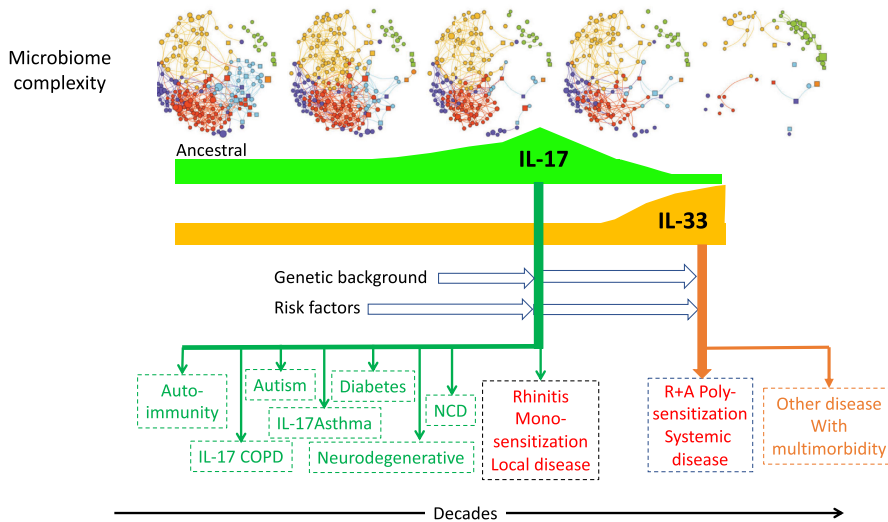 Microbiome
complexity
Ancestral
IL-17
IL-33
Genetic background
Risk factors
Auto-
immunity
IL-17 COPD
Autism
IL-17Asthma
Diabetes
Neurodegenerative
NCD
Rhinitis
Mono-
sensitization
Local disease
R+A Poly-
sensitization
Systemic
disease
Other disease
With
multimorbidity
Decades